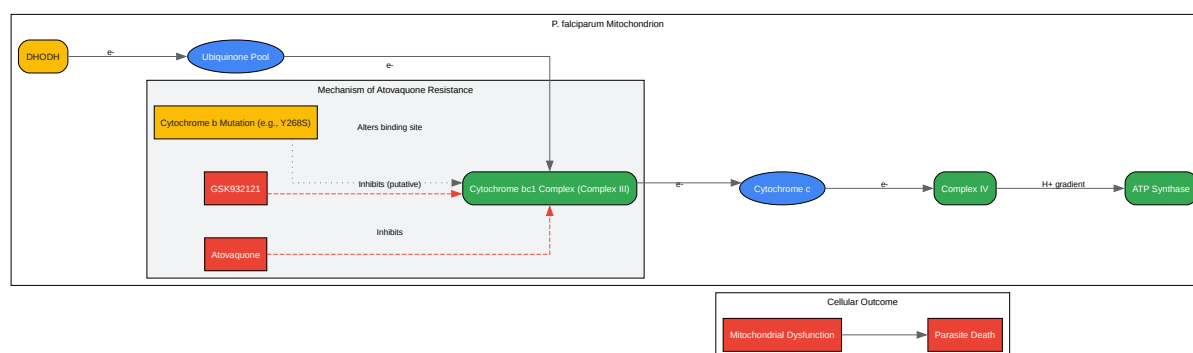 P. falciparum Mitochondrion
DHODH
e-
Ubiquinone Pool
e-
Mechanism of Atovaquone Resistance
Cytochrome b Mutation (e.g., Y268S)
Alters binding site
GSK932121
Inhibits (putative)
Cytochrome bc1 Complex (Complex III)
e-
Cytochrome c
e-
Complex IV
H+ gradient
ATP Synthase
Inhibits
Atovaquone
Cellular Outcome
Mitochondrial Dysfunction
Parasite Death